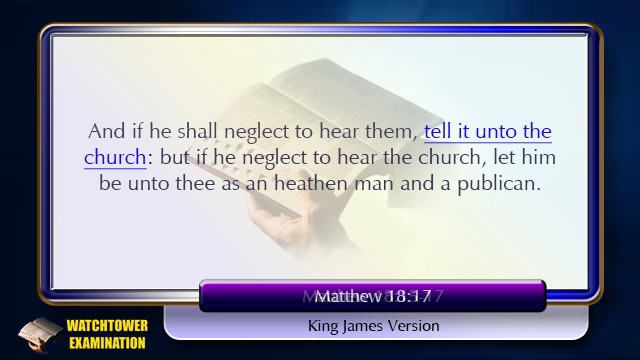 And if he shall neglect to hear them, tell it unto the
church: but if he neglect to hear the church, let him
be unto thee as an heathen man and a publican.
Matthew 18:17
King James Version
WATCHTOWER
EXAMINATION